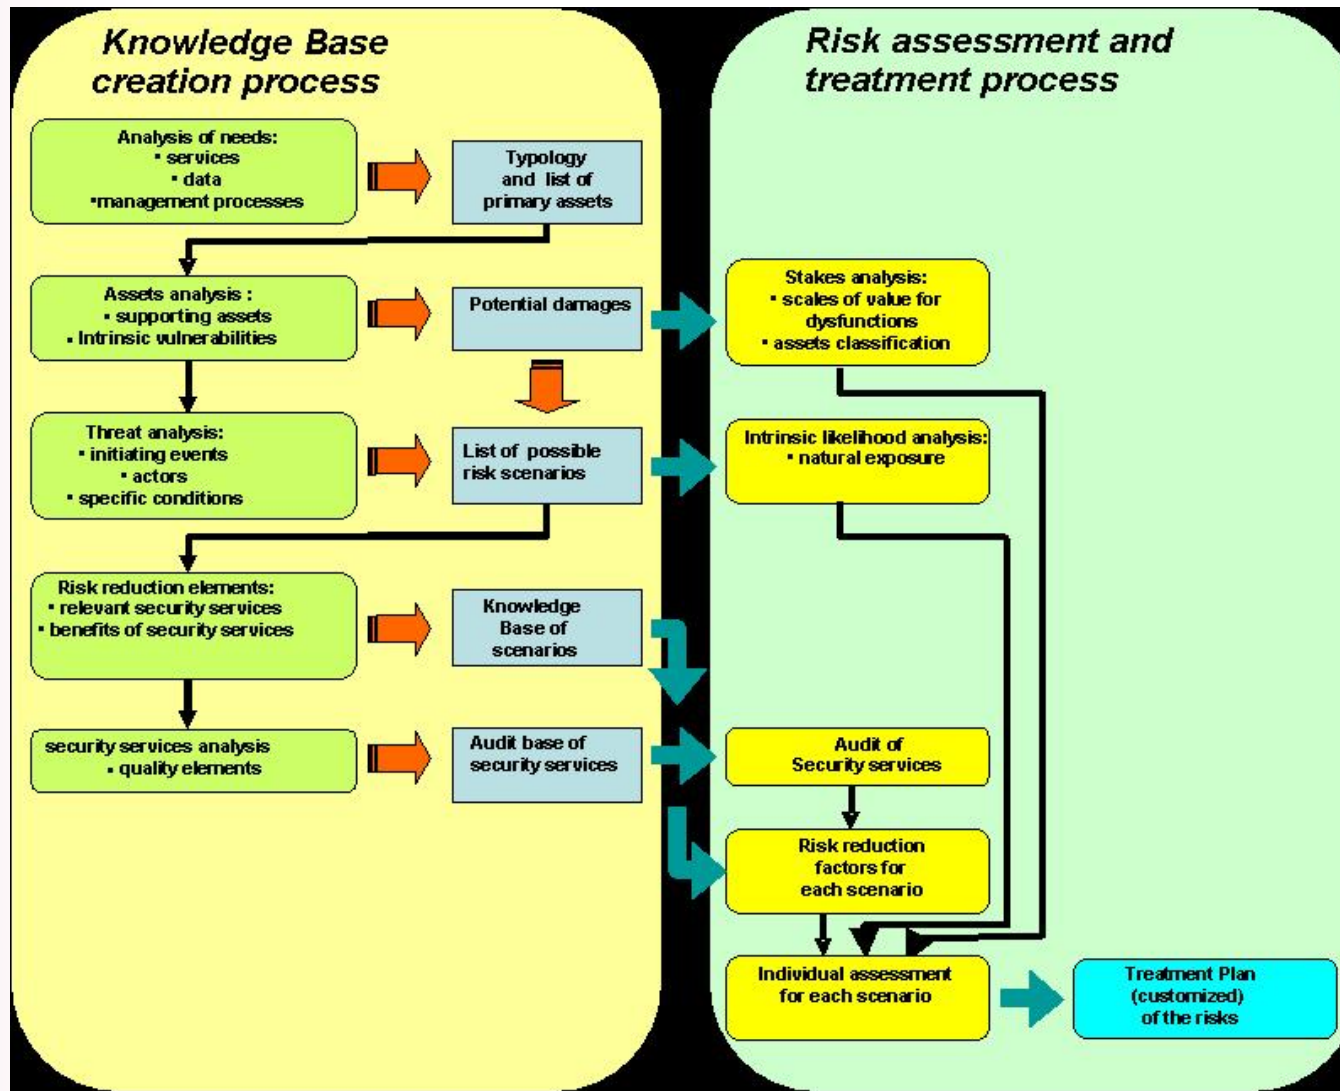 Knowledge Base
creation process
Risk assessment and
treatment process
Analysis of needs:
▪ services
▪ data
▪management processes
Typology
and list of
primary assets
Assets analysis :
▪ supporting assets
▪ Intrinsic vulnerabilities
Potential damages
Stakes analysis:
▪ scales of value for
dysfunctions
▪ assets classification
Threat analysis:
▪ initiating events
▪ actors
▪ specific conditions
List of possible
risk scenarios
Intrinsic likelihood analysis:
▪ natural exposure
Risk reduction elements:
▪ relevant security services
▪ benefits of security services
Knowledge
Base of
scenarios
security services analysis
▪ quality elements
Audit base of
security services
Audit of
Security services
Risk reduction
factors for
each scenario
Individual assessment
for each scenario
Treatment Plan
(customized)
of the risks